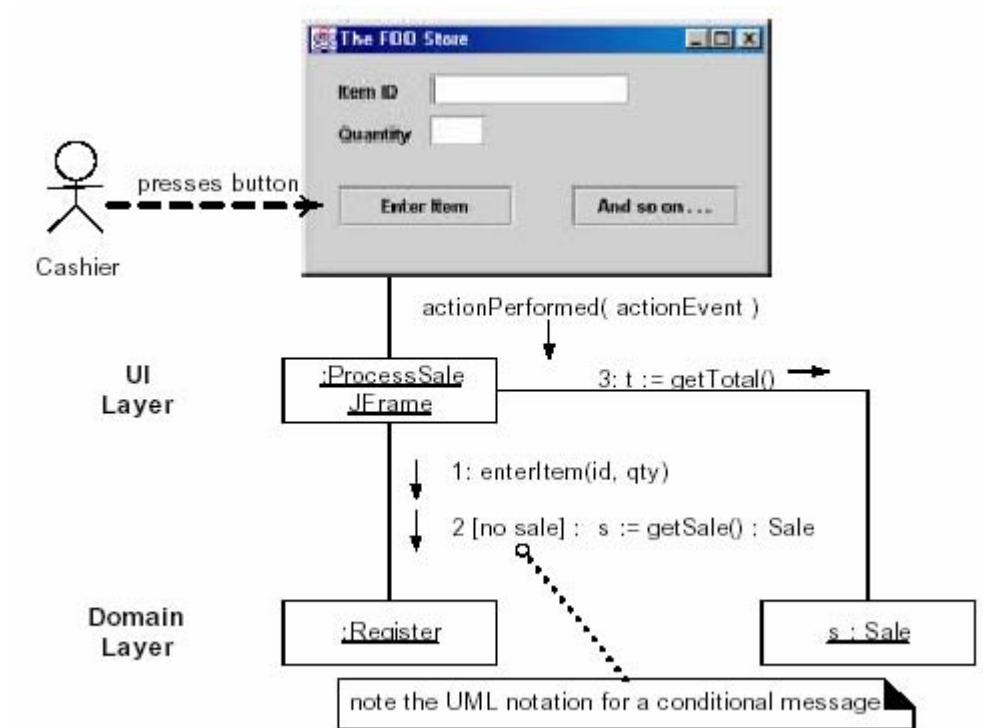 The FOO Store
Item ID
Quantity
presses button
Enter Item
And so on . . .
Cashier
actionPerformed( actionEvent )
UI
Layer
:ProcessSale
JFrame
3: t := getTotal()
1: enterItem(id, qty)
2 [no sale] : s := getSale() : Sale
Domain
Layer
:Register
s : Sale
note the UML notation for a conditional message